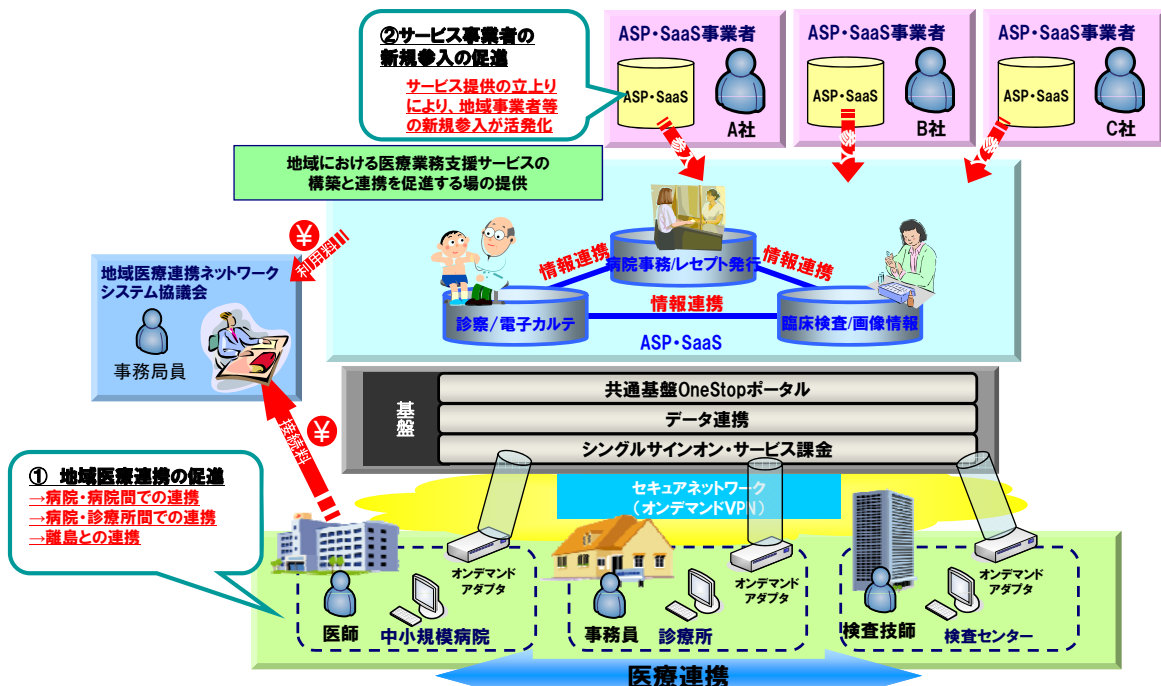 ②サービス事業者の
新規参入の促進
サービス提供の立上り
により、地域事業者等
の新規参入が活発化
ASP・SaaS事業者
ASP・SaaS
A社
ASP・SaaS事業者
ASP・SaaS
B社
ASP・SaaS事業者
ASP・SaaS
C社
地域における医療業務支援サービスの
構築と連携を促進する場の提供
¥
利用料
地域医療連携ネットワーク
システム協議会
事務局員
情報連携
病院事務/レセプト発行
情報連携
情報連携
診察/電子カルテ
臨床検査/画像情報
ASP・SaaS
基盤
共通基盤OneStopポータル
データ連携
シングルサインオン・サービス課金
¥
接続料
① 地域医療連携の促進
→病院・病院間での連携
→病院・診療所間での連携
→離島との連携
セキュアネットワーク
(オンデマンドVPN)
オンデマンド
アダプタ
医師
中小規模病院
オンデマンド
アダプタ
事務員
診療所
オンデマンド
アダプタ
検査技師
検査センター
医療連携